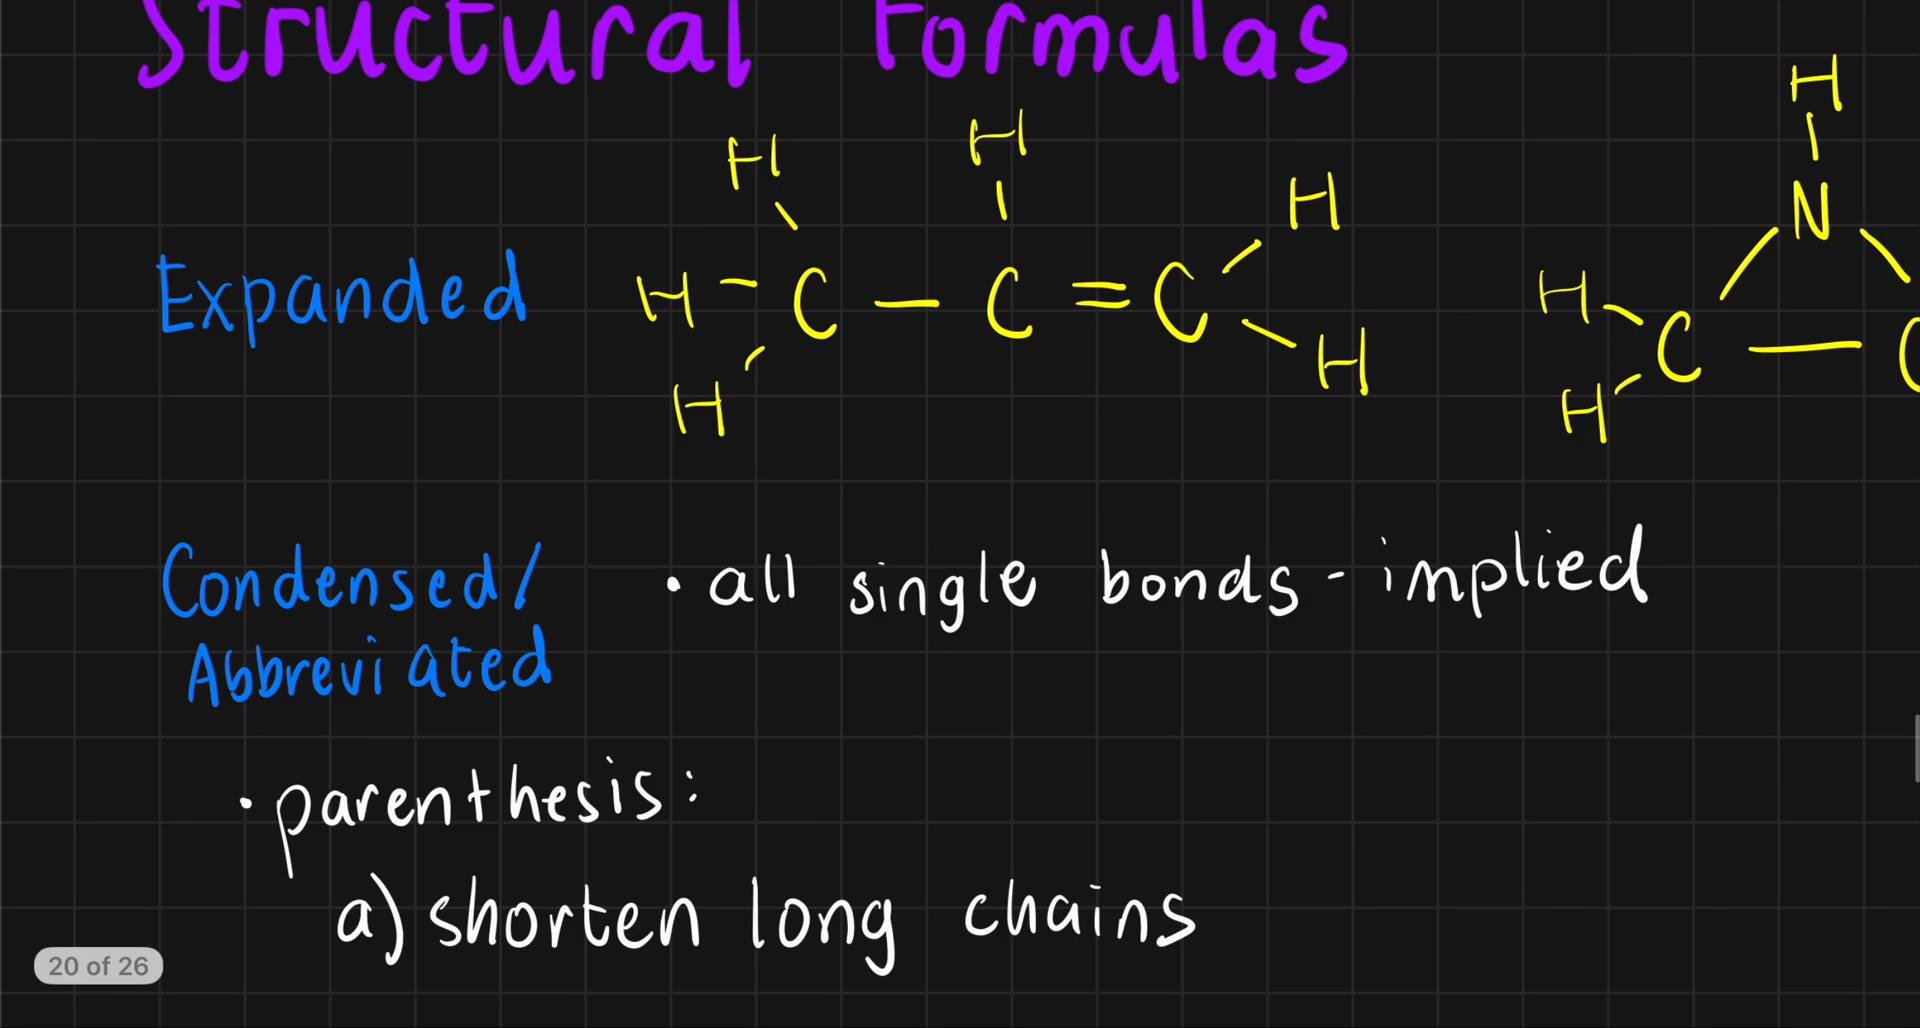 Structural Formulas
H H H H
Expanded H - C — C = C N
H H H C — C
H
Condensed/ • all single bonds - implied
Abbreviated
• parenthesis:
a) shorten long chains
20 of 26